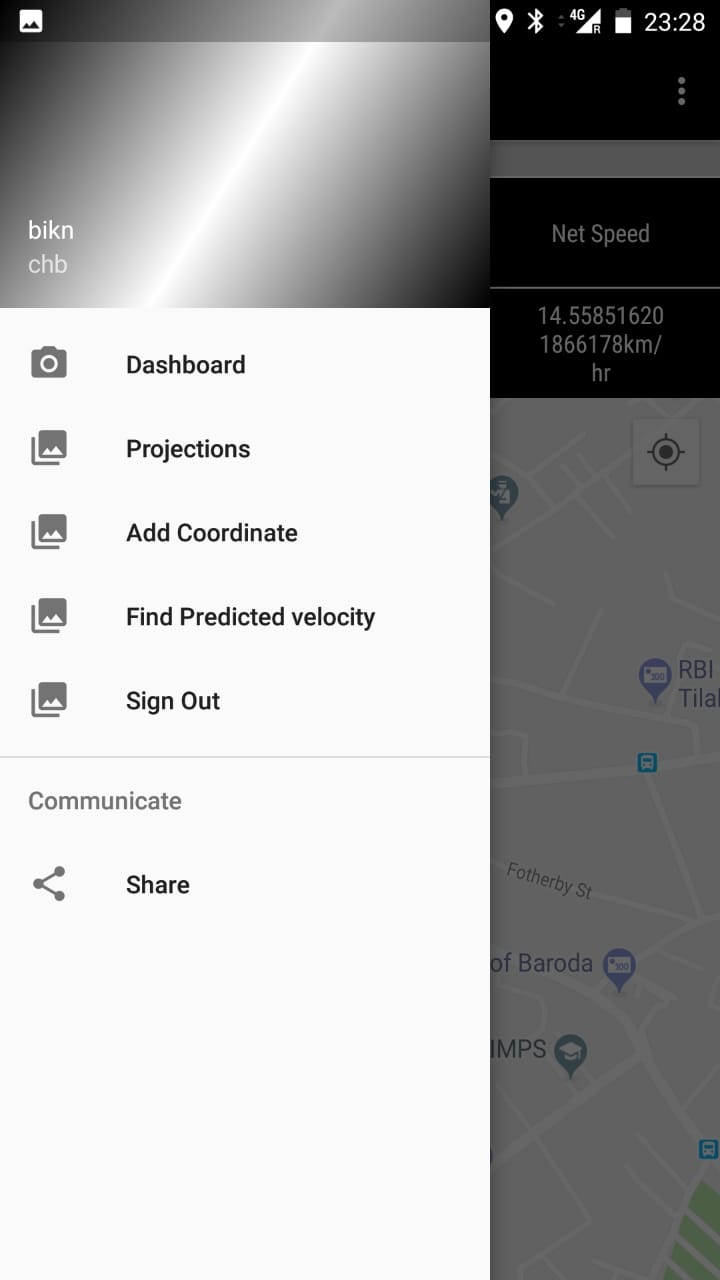 4G
R
23:28
bikn
chb
Net Speed
14.55851620
1866178km/
hr
Dashboard
Projections
Add Coordinate
Find Predicted velocity
Sign Out
Communicate
Share
RBI
Tila
Fotherby St
of Baroda
IMPS